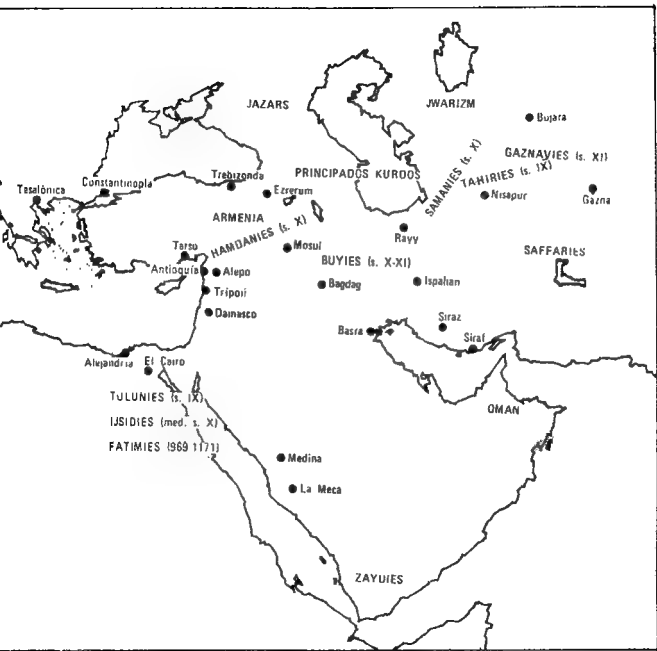 JAZARS
JWARIZM
Bujara
GAZNAVIES (s. XI)
SAMANIES (s. X)
TAHIRIES (s. IX)
Nisapur
Gazna
PRINCIPADOS KURDOS
Trebizonda
Ezrerum
Constantinopla
Tesalónica
ARMENIA
HAMDANIES (s. X)
Rayy
SAFFARIES
Tarso
Mosul
BUYIES (s. X-XI)
Antioquía
Alepo
Bagdag
Ispahan
Trípoli
Damasco
Siraz
Basra
Siraf
Alejandría
El Cairo
TULUNIES (s. IX)
IJSIDIES (med. s. X)
FATIMIES (969 1171)
OMAN
Medina
La Meca
ZAYDIES